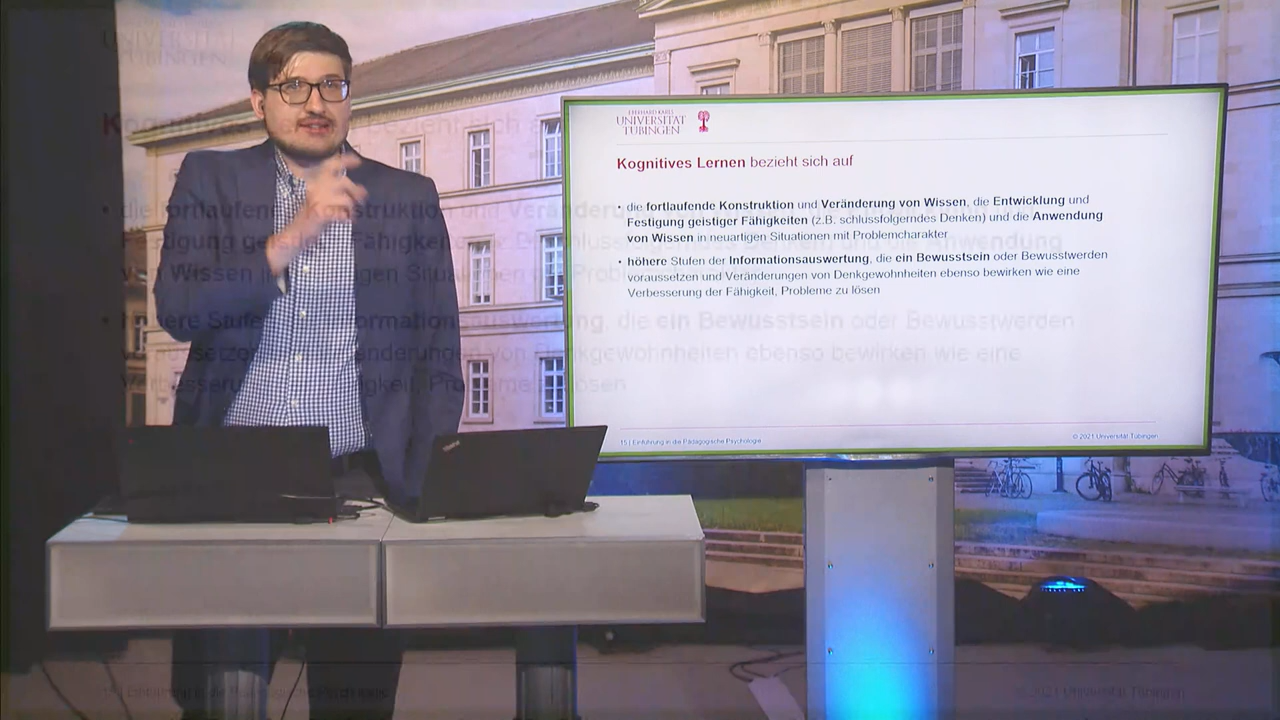 EBERHARD KARLS
UNIVERSITÄT
TÜBINGEN
Kognitives Lernen bezieht sich auf
• die fortlaufende Konstruktion und Veränderung von Wissen, die Entwicklung und
Festigung geistiger Fähigkeiten (z.B. schlussfolgerndes Denken) und die Anwendung
von Wissen in neuartigen Situationen mit Problemcharakter
• höhere Stufen der Informationsauswertung, die ein Bewusstsein oder Bewusstwerden
voraussetzen und Veränderungen von Denkgewohnheiten ebenso bewirken wie eine
Verbesserung der Fähigkeit, Probleme zu lösen
15 | Einführung in die Pädagogische Psychologie
© 2021 Universität Tübingen